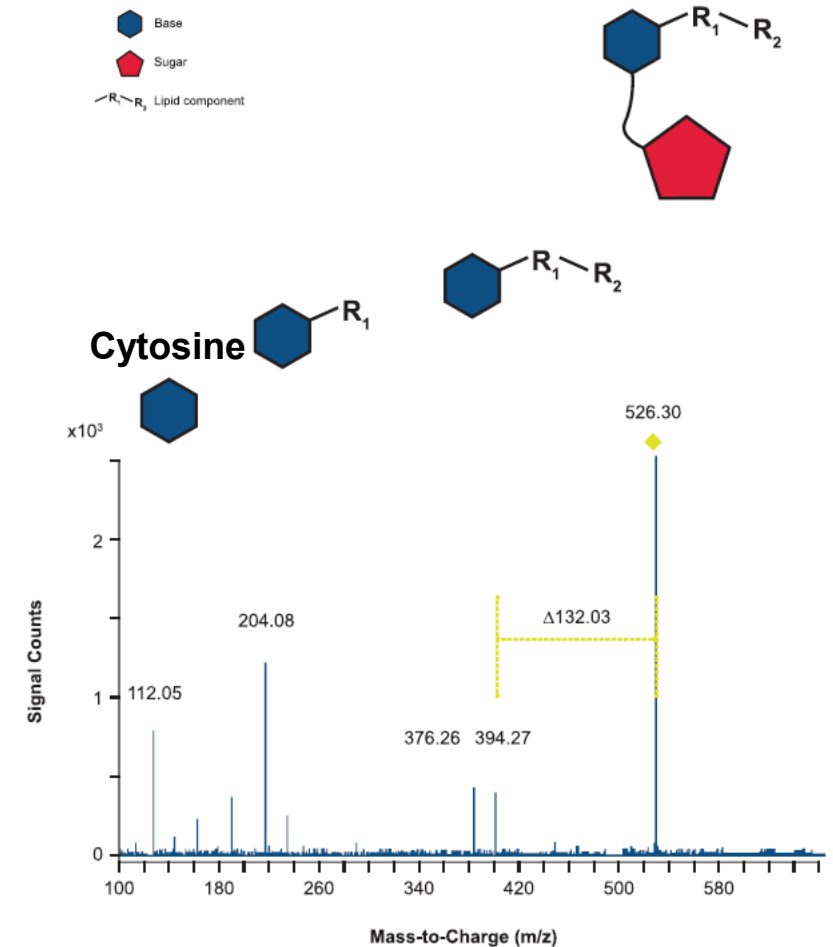 Base
Sugar
R₁ R₂ Lipid component
R₁ R₂
R₁ R₂
R₁
Cytosine
526.30
x10³
2
Δ132.03
204.08
112.05
1
376.26 394.27
0
Signal Counts
100 180 260 340 420 500 580
Mass-to-Charge (m/z)